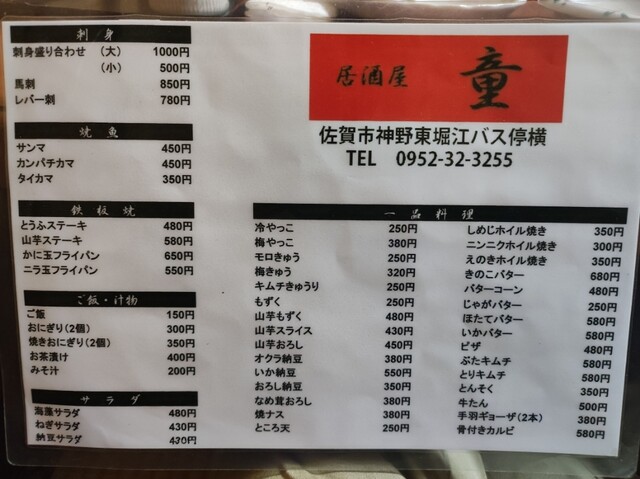 刺身
刺身盛り合わせ （大） 1000円
（小） 500円
馬刺 850円
レバー刺 780円
焼魚
サンマ 450円
カンパチカマ 450円
タイカマ 350円
鉄板焼
とうふステーキ 480円
山芋ステーキ 580円
かに玉フライパン 650円
ニラ玉フライパン 550円
ご飯・汁物
ご飯 150円
おにぎり（2個） 300円
焼きおにぎり（2個） 350円
お茶漬け 400円
みそ汁 200円
サラダ
海藻サラダ 480円
ねぎサラダ 430円
納豆サラダ 430円
居酒屋 童
佐賀市神野東堀江バス停横
TEL 0952-32-3255
一品料理
冷やっこ 250円
梅やっこ 380円
モロきゅう 250円
梅きゅう 320円
キムチきゅうり 250円
もずく 250円
山芋もずく 480円
山芋スライス 430円
山芋おろし 450円
オクラ納豆 380円
いか納豆 550円
おろし納豆 350円
なめ茸おろし 380円
焼ナス 380円
ところ天 250円
しめじホイル焼き 350円
ニンニクホイル焼き 300円
えのきホイル焼き 350円
きのこバター 680円
バターコーン 480円
じゃがバター 250円
ほたてバター 580円
いかバター 580円
ピザ 480円
ぶたキムチ 580円
とりキムチ 580円
とんそく 350円
牛たん 500円
手羽ギョーザ（2本） 380円
骨付きカルビ 580円